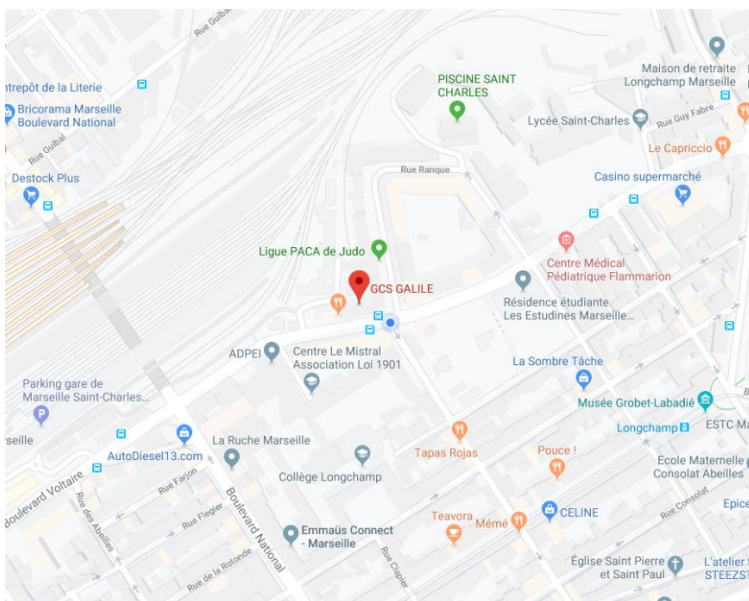 Rue Guibal
ntrepôt de la Literie
Bricorama Marseille
Boulevard National
Rue Guibal
Destock Plus
PISCINE SAINT
CHARLES
Maison de retraite
Longchamp Marseille
Lycée Saint-Charles
Rue Guy Fabre
Le Capriccio
Rue Ranque
Casino supermarché
Ligue PACA de Judo
GCS GALILE
Centre Médical
Pédiatrique Flammarion
Résidence étudiante
Les Estudines Marseille...
ADPEI
Centre Le Mistral
Association Loi 1901
La Sombre Tâche
Parking gare de
Marseille Saint-Charles...
rseille
Musée Grobet-Labadié
Longchamp
ESTC Ma
AutoDiesel13.com
La Ruche Marseille
Tapas Rojas
Pouce !
Collège Longchamp
Ecole Maternelle
Consolat Abeilles
Boulevard Voltaire
Rue des Abeilles
Rue Farjon
Rue Flegier
Boulevard National
Rue de la Rotonde
Emmaüs Connect
- Marseille
Teavora
Mémé
CELINE
Rue Consolat
Epice
Rue Clapier
Église Saint Pierre
et Saint Paul
L'atelier
STEEZST